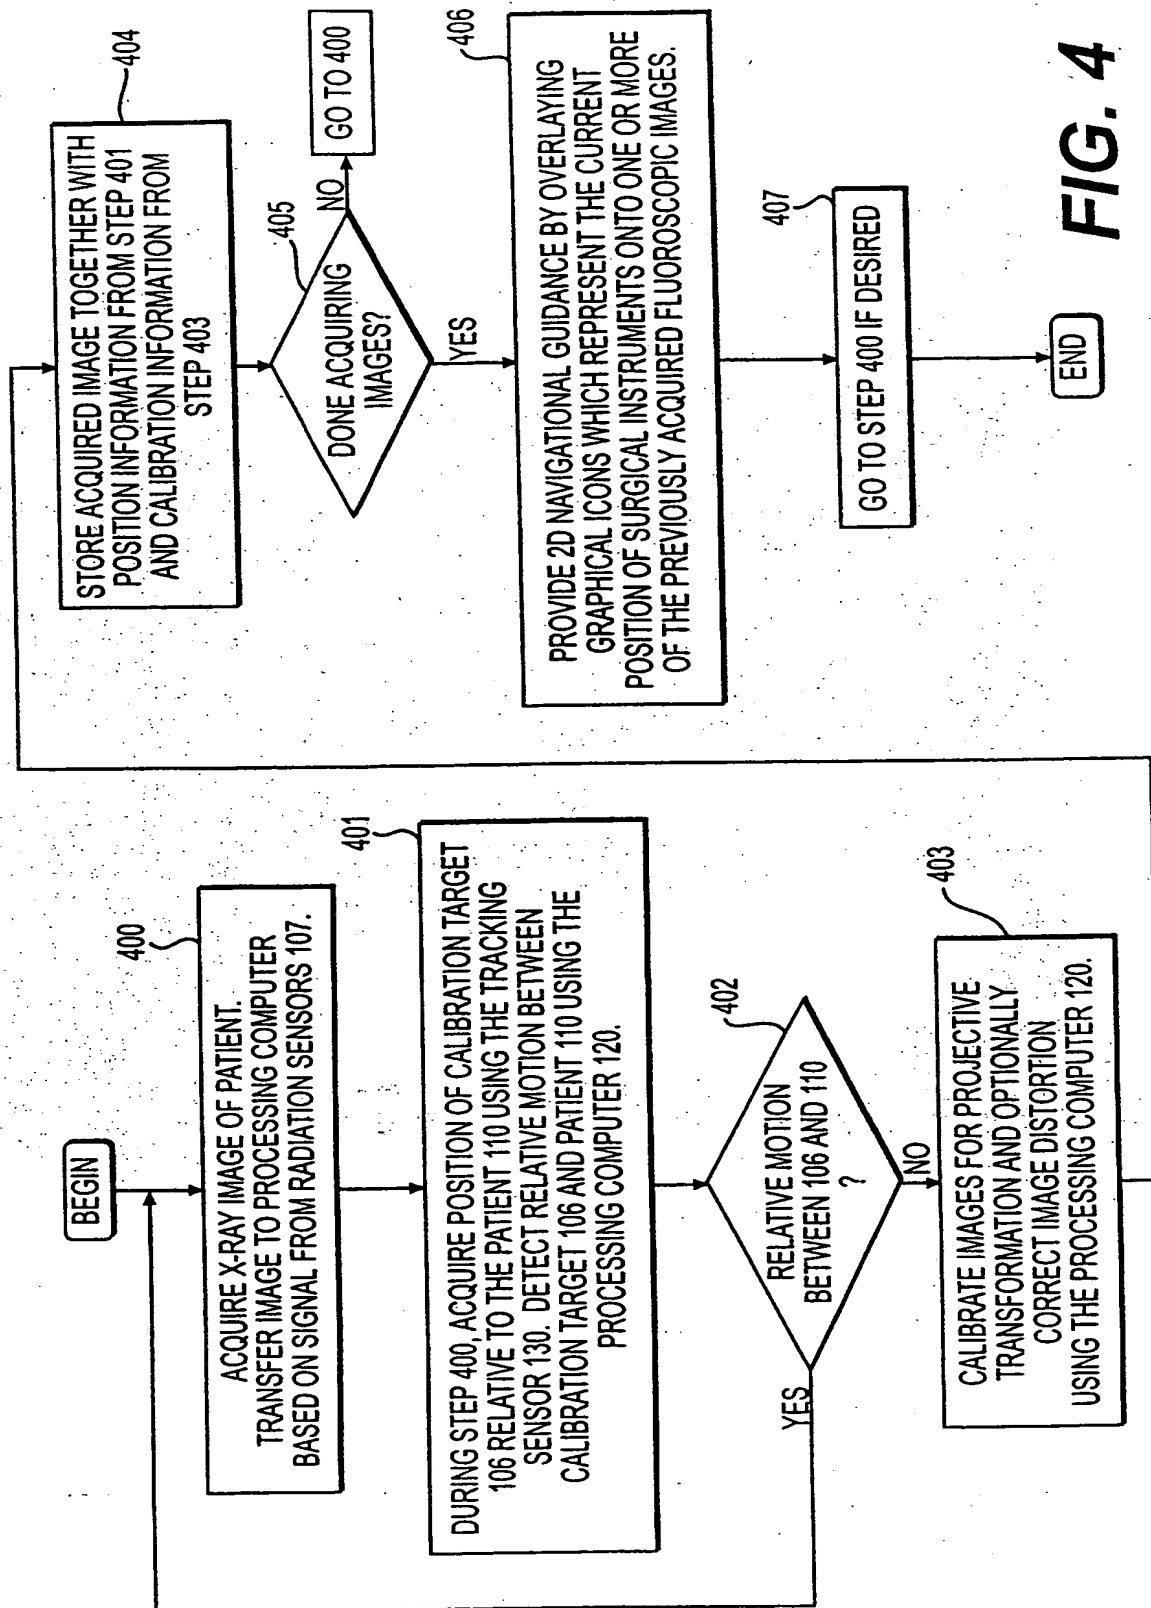 BEGIN
400
ACQUIRE X-RAY IMAGE OF PATIENT.
TRANSFER IMAGE TO PROCESSING COMPUTER
BASED ON SIGNAL FROM RADIATION SENSORS 107.
401
DURING STEP 400, ACQUIRE POSITION OF CALIBRATION TARGET
106 RELATIVE TO THE PATIENT 110 USING THE TRACKING
SENSOR 130. DETECT RELATIVE MOTION BETWEEN
CALIBRATION TARGET 106 AND PATIENT 110 USING THE
PROCESSING COMPUTER 120.
402
RELATIVE MOTION
BETWEEN 106 AND 110
?
YES
NO
403
CALIBRATE IMAGES FOR PROJECTIVE
TRANSFORMATION AND OPTIONALLY
CORRECT IMAGE DISTORTION
USING THE PROCESSING COMPUTER 120.
404
STORE ACQUIRED IMAGE TOGETHER WITH
POSITION INFORMATION FROM STEP 401
AND CALIBRATION INFORMATION FROM
STEP 403
405
DONE ACQUIRING
IMAGES?
NO
GO TO 400
YES
406
PROVIDE 2D NAVIGATIONAL GUIDANCE BY OVERLAYING
GRAPHICAL ICONS WHICH REPRESENT THE CURRENT
POSITION OF SURGICAL INSTRUMENTS ONTO ONE OR MORE
OF THE PREVIOUSLY ACQUIRED FLUOROSCOPIC IMAGES.
407
GO TO STEP 400 IF DESIRED
END
FIG. 4